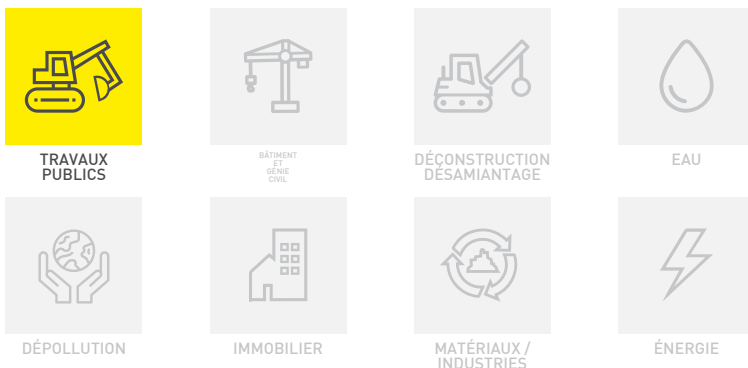 TRAVAUX
PUBLICS
BÂTIMENT
ET
GÉNIE
CIVIL
DÉCONSTRUCTION
DÉSAMIANTAGE
EAU
DÉPOLLUTION
IMMOBILIER
MATÉRIAUX /
INDUSTRIES
ÉNERGIE